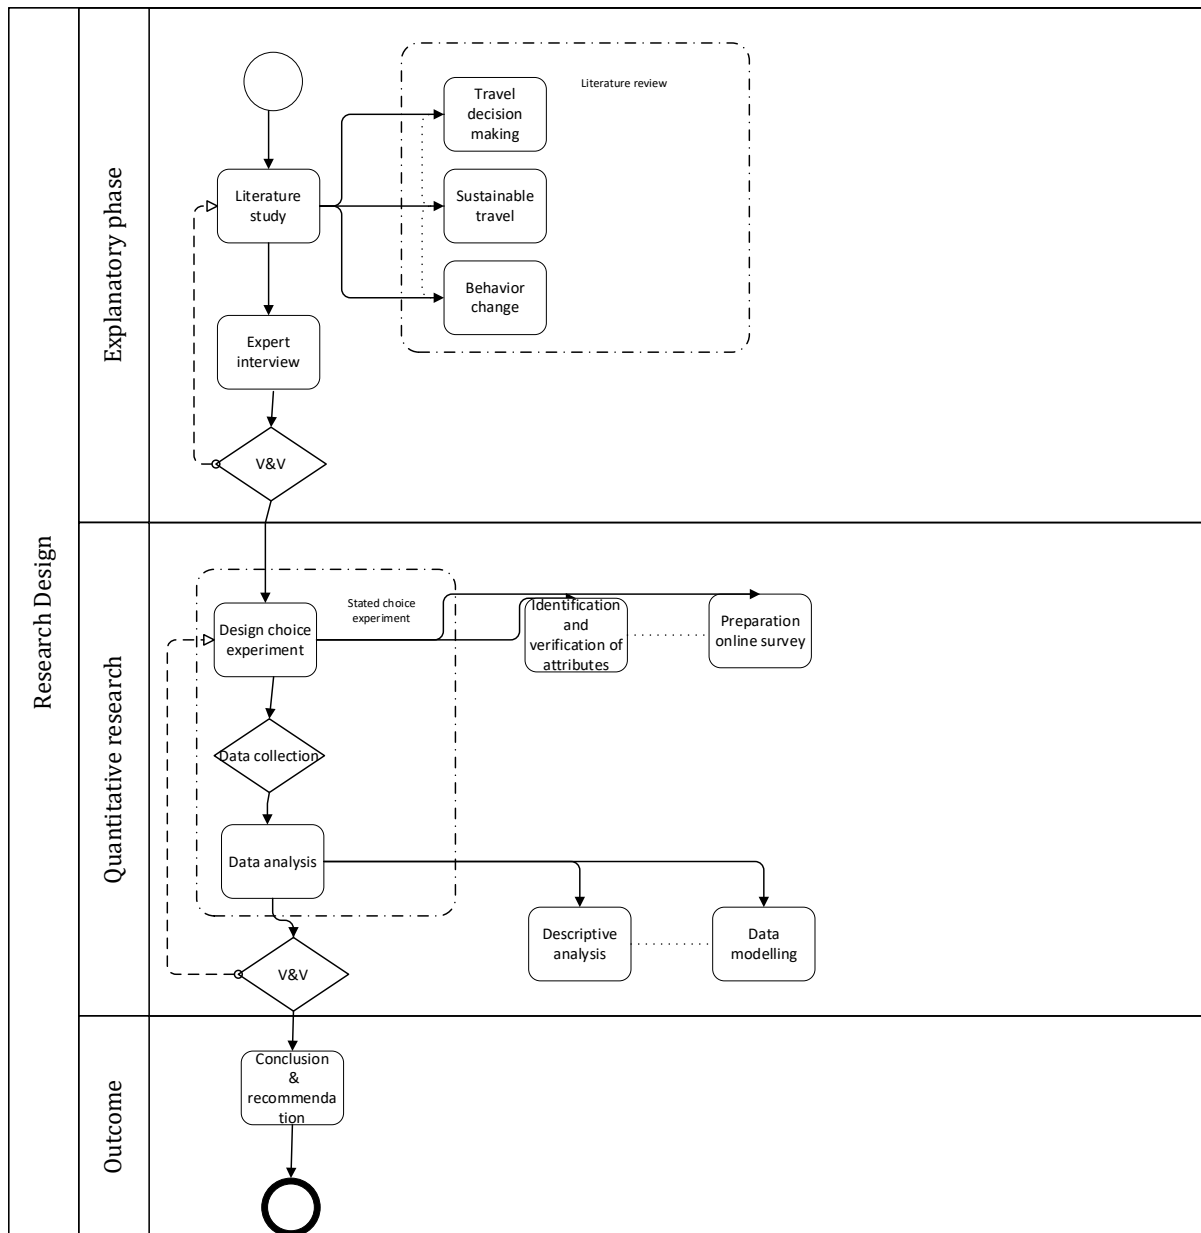 Research Design
Explanatory phase
Literature review
Travel
decision
making
Literature
study
Sustainable
travel
Behavior
change
Expert
interview
V&V
Quantitative research
Stated choice
experiment
Design choice
experiment
Identification
and
verification of
attributes
Preparation
online survey
Data collection
Data analysis
Descriptive
analysis
Data
modelling
V&V
Outcome
Conclusion
&
recommenda
tion